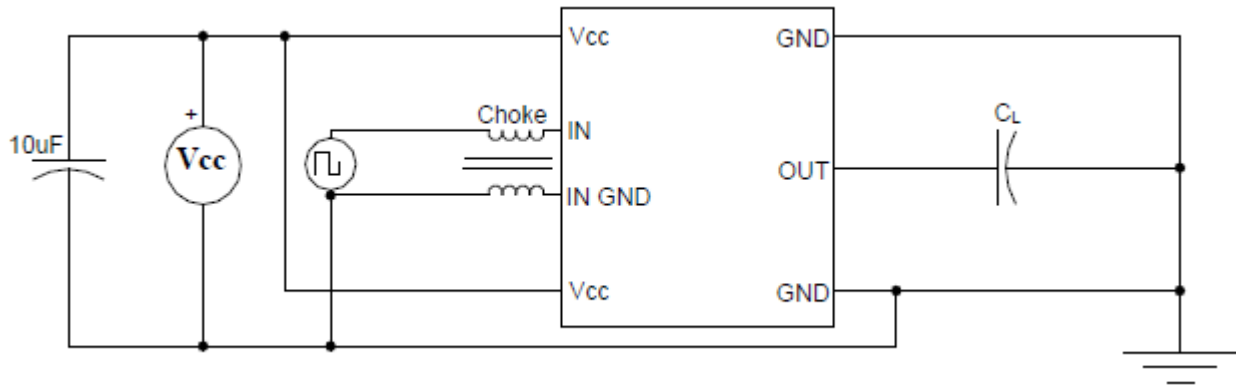 Vcc
GND
Choke
IN
10uF
+
Vcc
C_L
OUT
IN GND
Vcc
GND